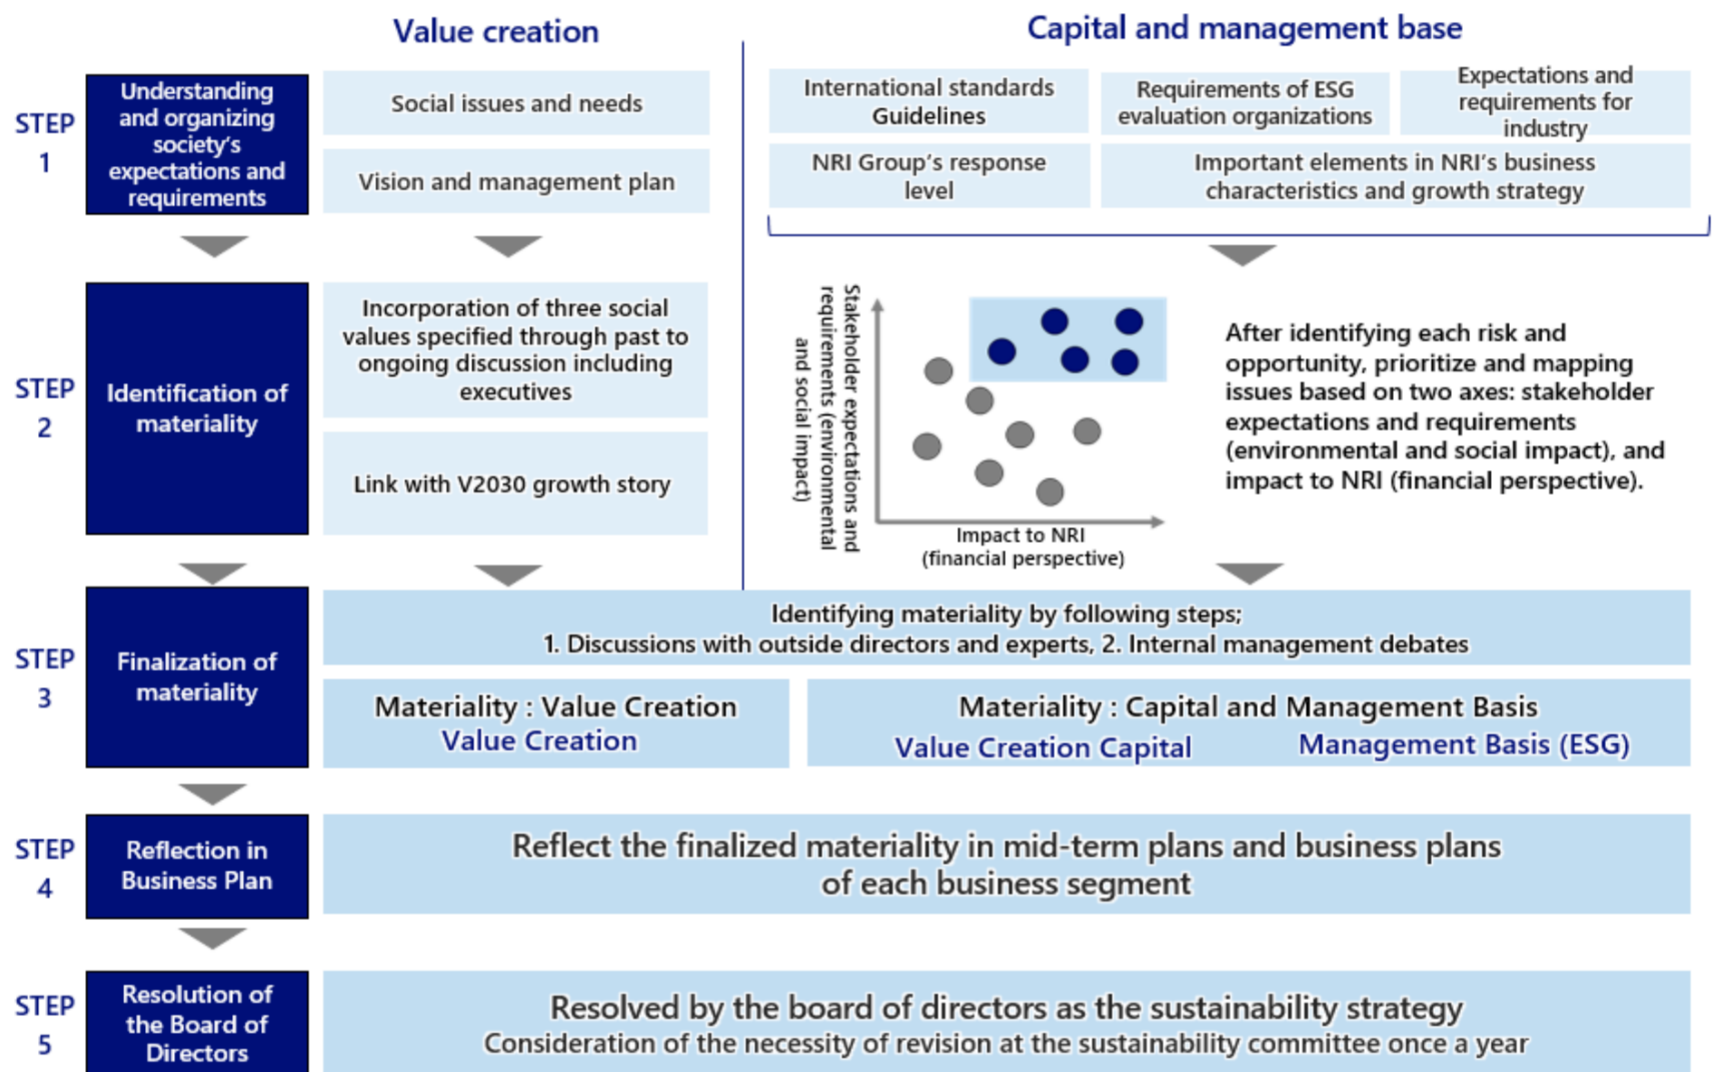 Value creation
Capital and management base
STEP
1
Understanding
and organizing
society's
expectations and
requirements
Social issues and needs
Vision and management plan
International standards
Guidelines
Requirements of ESG
evaluation organizations
Expectations and
requirements for
industry
NRI Group's response
level
Important elements in NRI's business
characteristics and growth strategy
STEP
2
Identification of
materiality
Incorporation of three social
values specified through past to
ongoing discussion including
executives
Link with V2030 growth story
Stakeholder expectations and
requirements (environmental
and social impact)
Impact to NRI
(financial perspective)
After identifying each risk and
opportunity, prioritize and mapping
issues based on two axes: stakeholder
expectations and requirements
(environmental and social impact), and
impact to NRI (financial perspective).
STEP
3
Finalization of
materiality
Identifying materiality by following steps;
1. Discussions with outside directors and experts, 2. Internal management debates
Materiality : Value Creation
Value Creation
Materiality : Capital and Management Basis
Value Creation Capital
Management Basis (ESG)
STEP
4
Reflection in
Business Plan
Reflect the finalized materiality in mid-term plans and business plans
of each business segment
STEP
5
Resolution of
the Board of
Directors
Resolved by the board of directors as the sustainability strategy
Consideration of the necessity of revision at the sustainability committee once a year